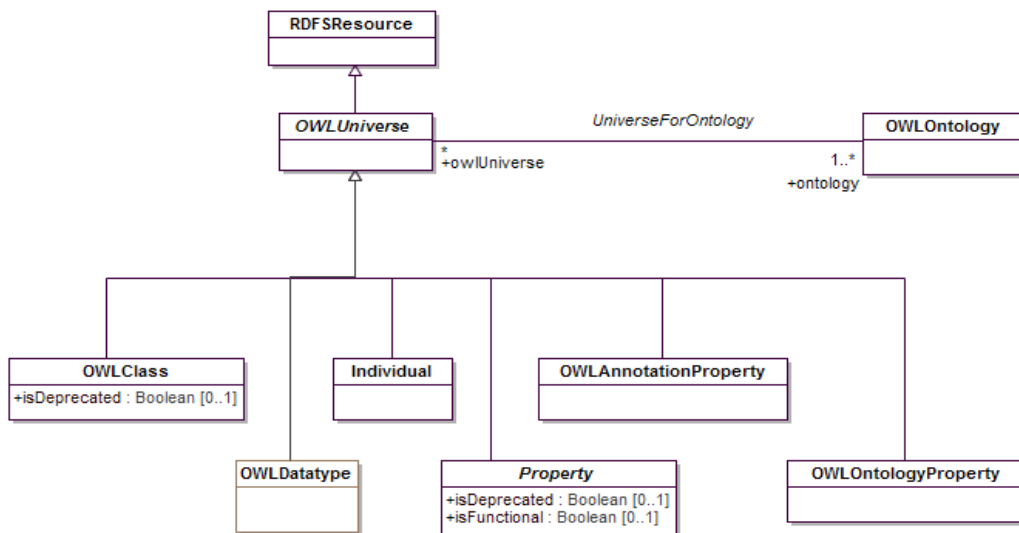 RDFSResource
OWLUniverse
UniverseForOntology
OWLOntology
*
+owlUniverse
1..*
+ontology
OWLClass
+isDeprecated : Boolean [0..1]
Individual
OWLAnnotationProperty
OWLDatatype
Property
+isDeprecated : Boolean [0..1]
+isFunctional : Boolean [0..1]
OWLOntologyProperty